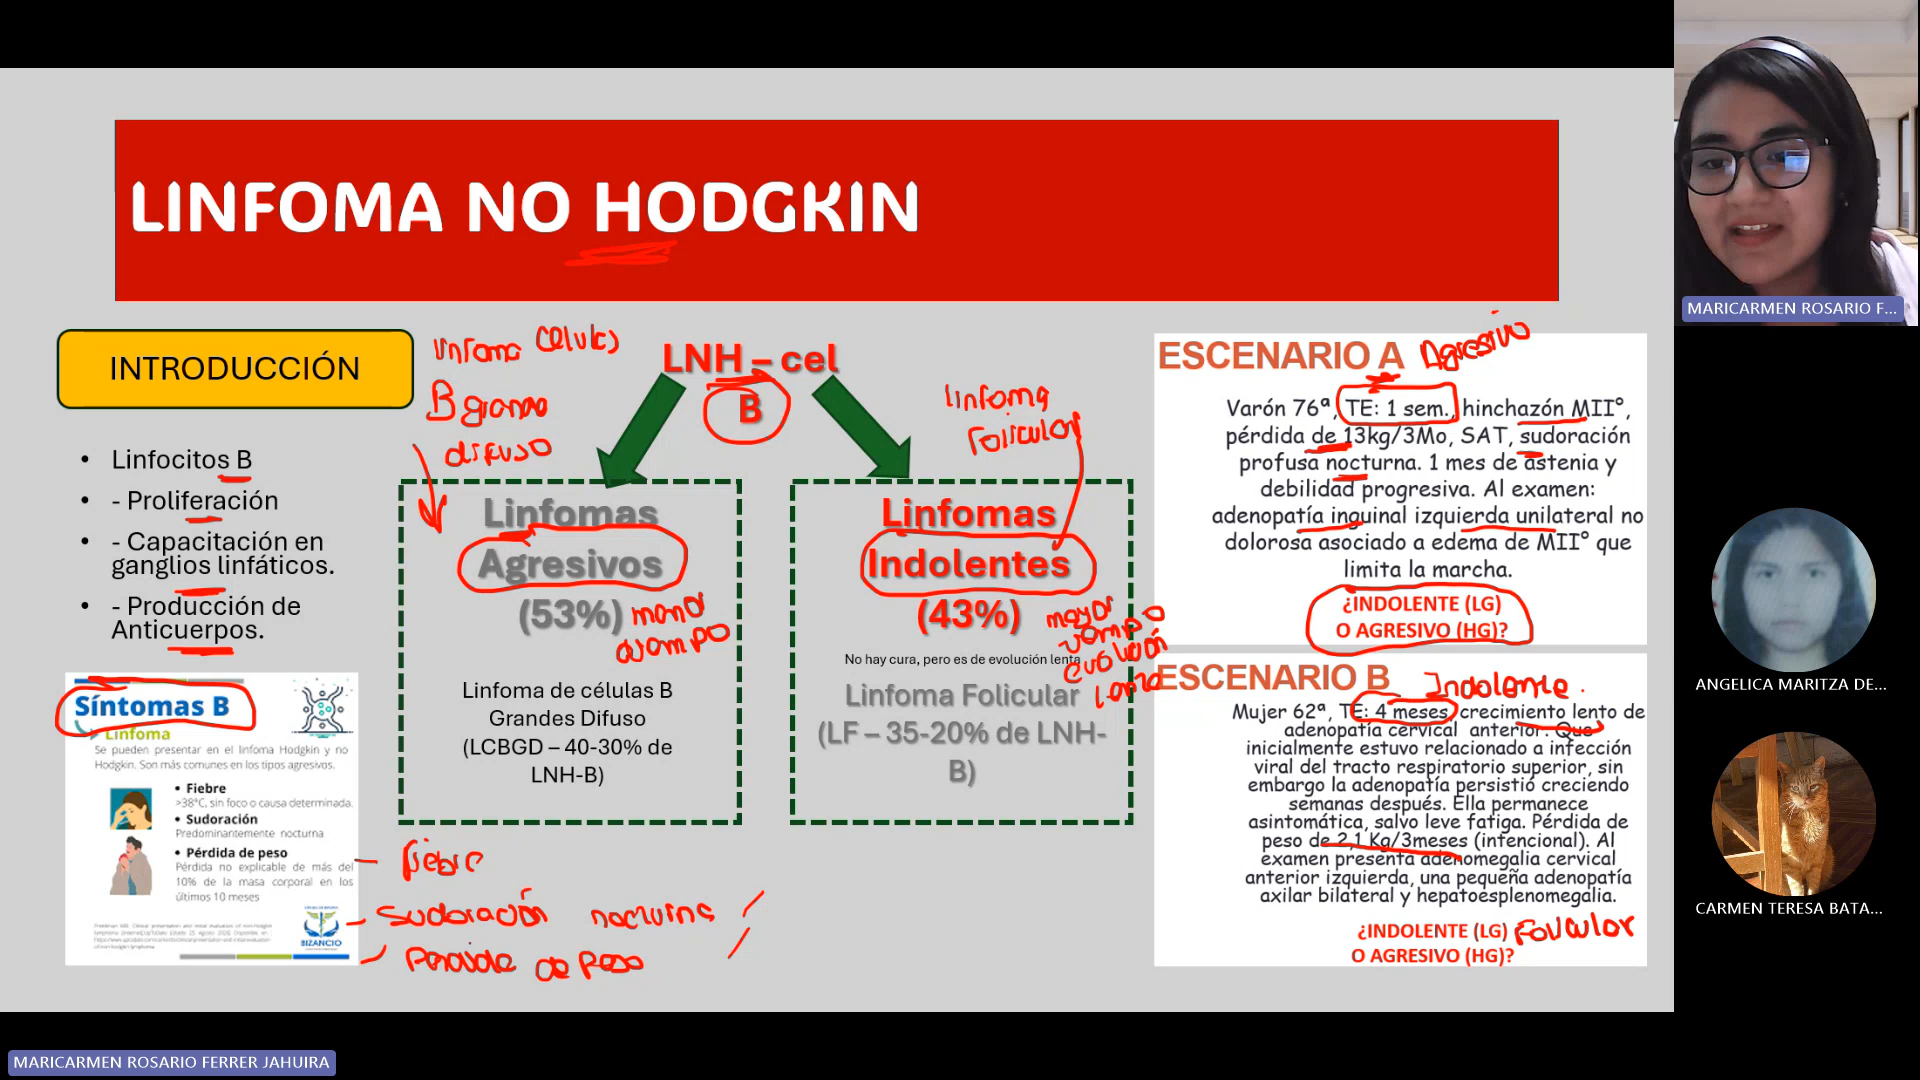 LINFOMA NO HODGKIN
INTRODUCCIÓN
• Linfocitos B
• - Proliferación
• - Capacitación en
ganglios linfáticos.
• - Producción de
Anticuerpos.
Síntomas B
Linfoma
Se pueden presentar en el linfoma Hodgkin y no
Hodgkin. Son más comunes en los tipos agresivos.
• Fiebre
>38°C, sin foco o causa determinada.
• Sudoración
Predominantemente nocturna
• Pérdida de peso
Pérdida no explicable de más del
10% de la masa corporal en los
últimos 10 meses
BIZANCIO
linfoma células
B grande
difuso
LNH – cel
B
linfoma
folicular
Linfomas
Agresivos
(53%)
menor
tiempo
Linfoma de células B
Grandes Difuso
(LCBGD – 40-30% de
LNH-B)
Linfomas
Indolentes
(43%)
mayor
tiempo
evolución
lenta
No hay cura, pero es de evolución lenta
Linfoma Folicular
(LF – 35-20% de LNH-
B)
- fiebre
- sudoración nocturna
- Perdida de Peso
ESCENARIO A Agresivo
Varón 76ª, TE: 1 sem., hinchazón MII°,
pérdida de 13kg/3Mo, SAT, sudoración
profusa nocturna. 1 mes de astenia y
debilidad progresiva. Al examen:
adenopatía inguinal izquierda unilateral no
dolorosa asociado a edema de MII° que
limita la marcha.
¿INDOLENTE (LG)
O AGRESIVO (HG)?
ESCENARIO B Indolente.
Mujer 62ª, TE: 4 meses, crecimiento lento de
adenopatía cervical anterior. Que
inicialmente estuvo relacionado a infección
viral del tracto respiratorio superior, sin
embargo la adenopatía persistió creciendo
semanas después. Ella permanece
asintomática, salvo leve fatiga. Pérdida de
peso de 2,1 Kg/3meses (intencional). Al
examen presenta adenomegalia cervical
anterior izquierda, una pequeña adenopatía
axilar bilateral y hepatoesplenomegalia.
¿INDOLENTE (LG) Folicular
O AGRESIVO (HG)?
MARICARMEN ROSARIO F...
ANGELICA MARITZA DE...
CARMEN TERESA BATA...
MARICARMEN ROSARIO FERRER JAHUIRA